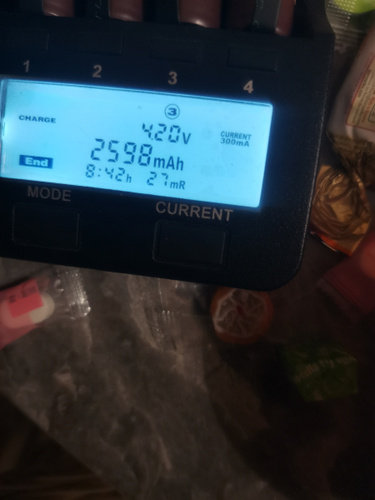 1 2 3 4
3
CHARGE
4.20V
CURRENT
300mA
2598mAh
End
8:42h 27mR
MODE CURRENT